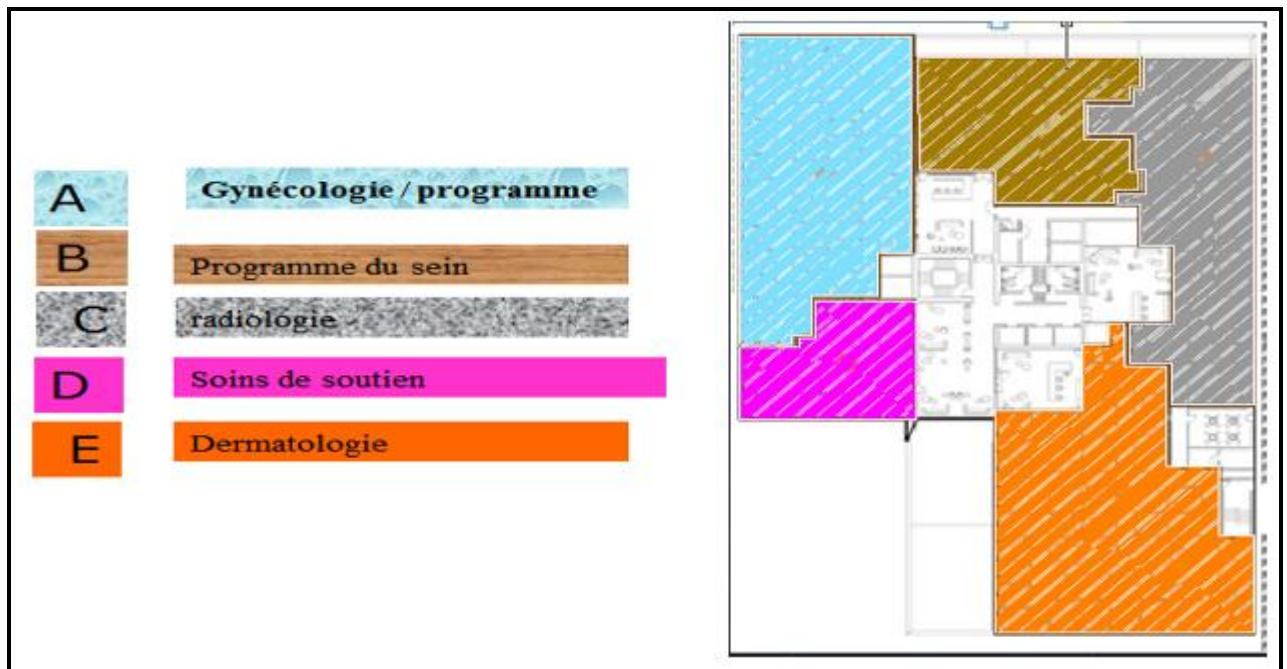 A Gynécologie / programme
B Programme du sein
C radiologie
D Soins de soutien
E Dermatologie